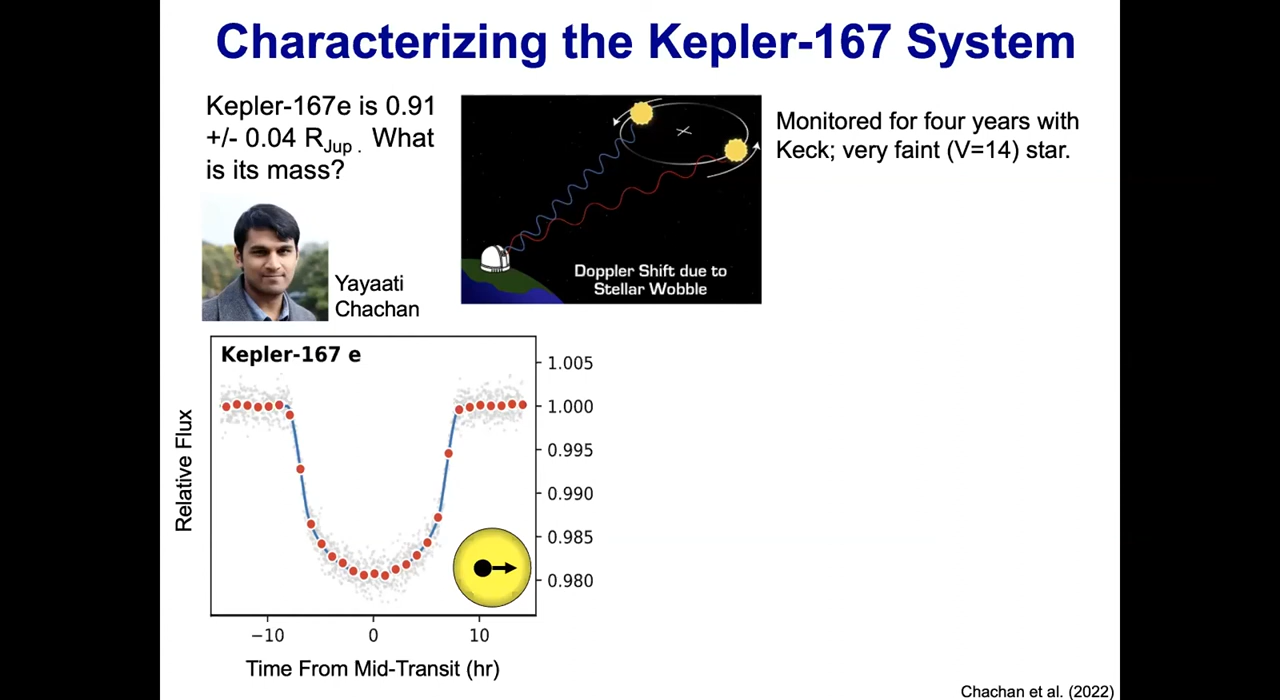 Characterizing the Kepler-167 System
Kepler-167e is 0.91
+/- 0.04 RJup . What
is its mass?
Doppler Shift due to
Stellar Wobble
Monitored for four years with
Keck; very faint (V=14) star.
Yayaati
Chachan
Kepler-167 e
1.005
1.000
0.995
0.990
0.985
0.980
Relative Flux
−10 0 10
Time From Mid-Transit (hr)
Chachan et al. (2022)